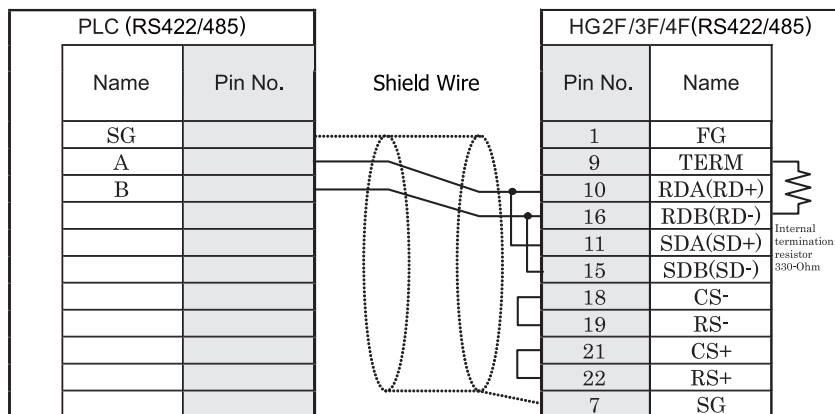 PLC (RS422/485)
HG2F/3F/4F(RS422/485)
Name Pin No. Shield Wire Pin No. Name
SG 1 FG
A 9 TERM
B 10 RDA(RD+)
16 RDB(RD-)
Internal
termination
resistor
330-Ohm
11 SDA(SD+)
15 SDB(SD-)
18 CS-
19 RS-
21 CS+
22 RS+
7 SG